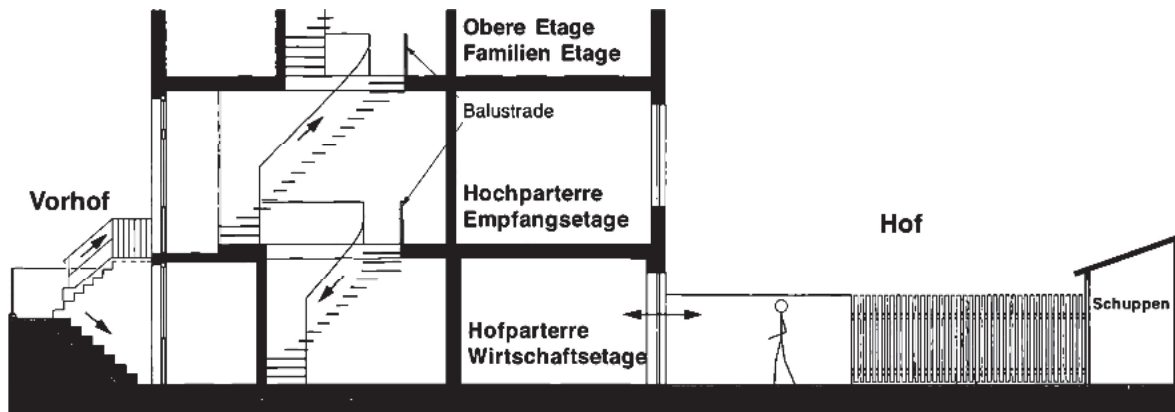 Obere Etage
Familien Etage
Balustrade
Vorhof
Hochparterre
Empfangsetage
Hof
Schuppen
Hofparterre
Wirtschaftsetage